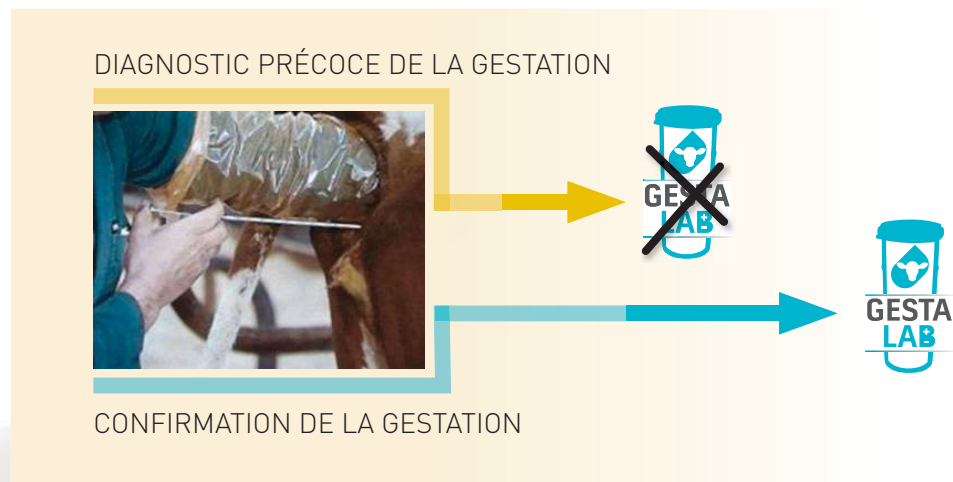 DIAGNOSTIC PRÉCOCE DE LA GESTATION
GESTA
LAB
GESTA
LAB
CONFIRMATION DE LA GESTATION